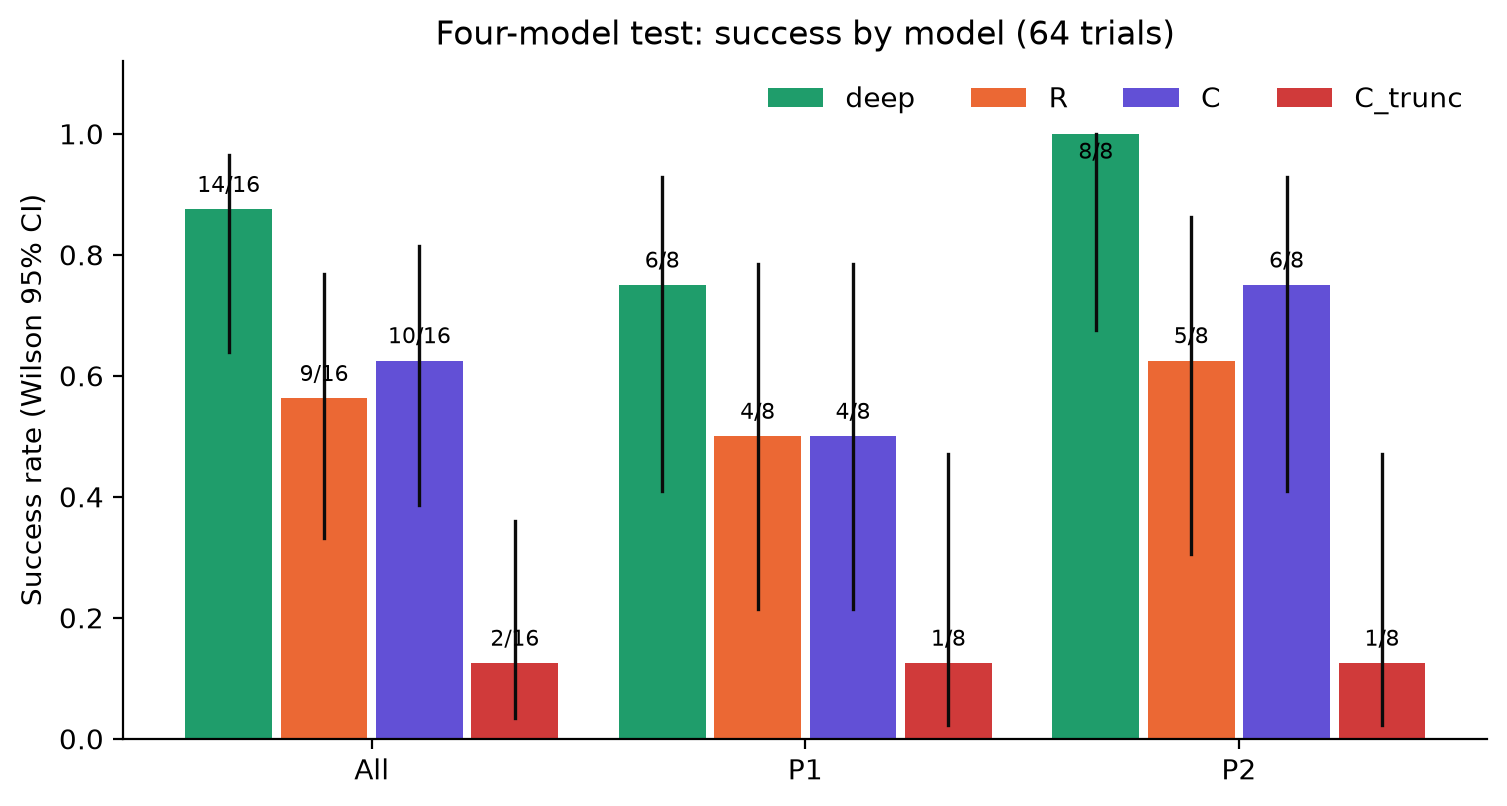 Four-model test: success by model (64 trials)
deep R C C_trunc
Success rate (Wilson 95% CI)
1.0
0.8
0.6
0.4
0.2
0.0
14/16 9/16 10/16 2/16
6/8 4/8 4/8 1/8
8/8 5/8 6/8 1/8
All P1 P2